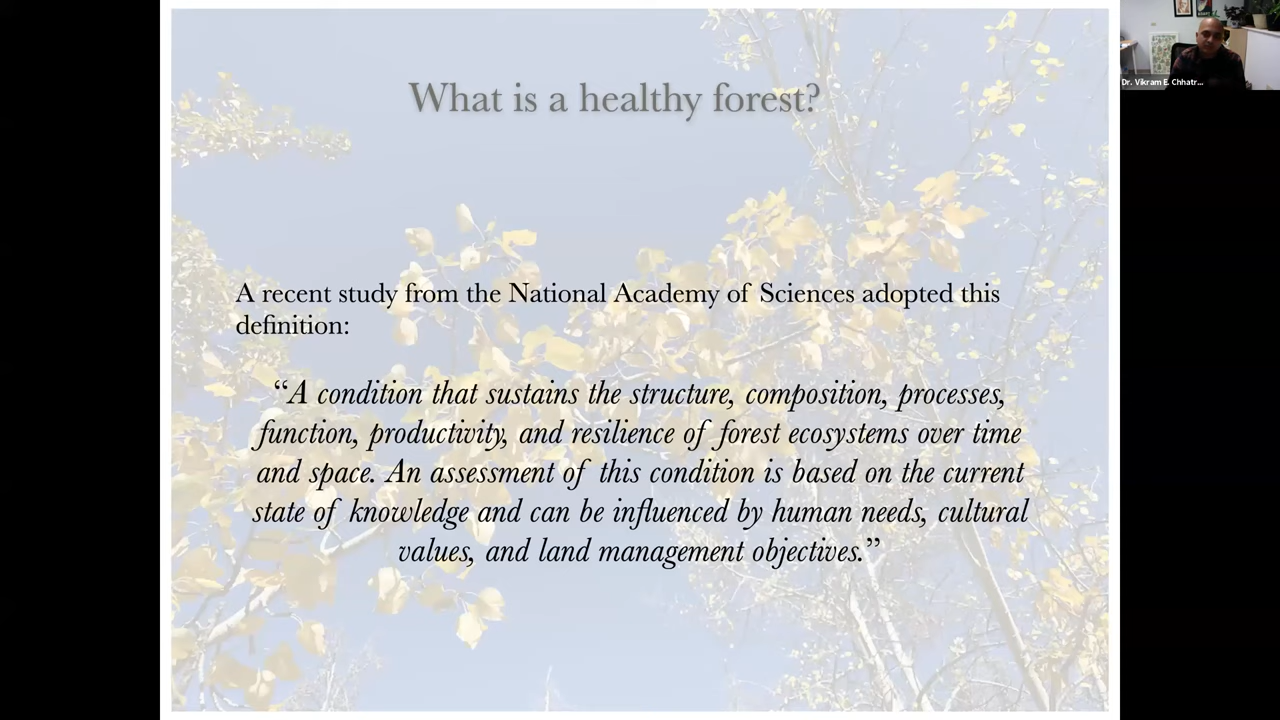 What is a healthy forest?
Dr. Vikram E. Chhatr...
A recent study from the National Academy of Sciences adopted this
definition:
“A condition that sustains the structure, composition, processes,
function, productivity, and resilience of forest ecosystems over time
and space. An assessment of this condition is based on the current
state of knowledge and can be influenced by human needs, cultural
values, and land management objectives.”